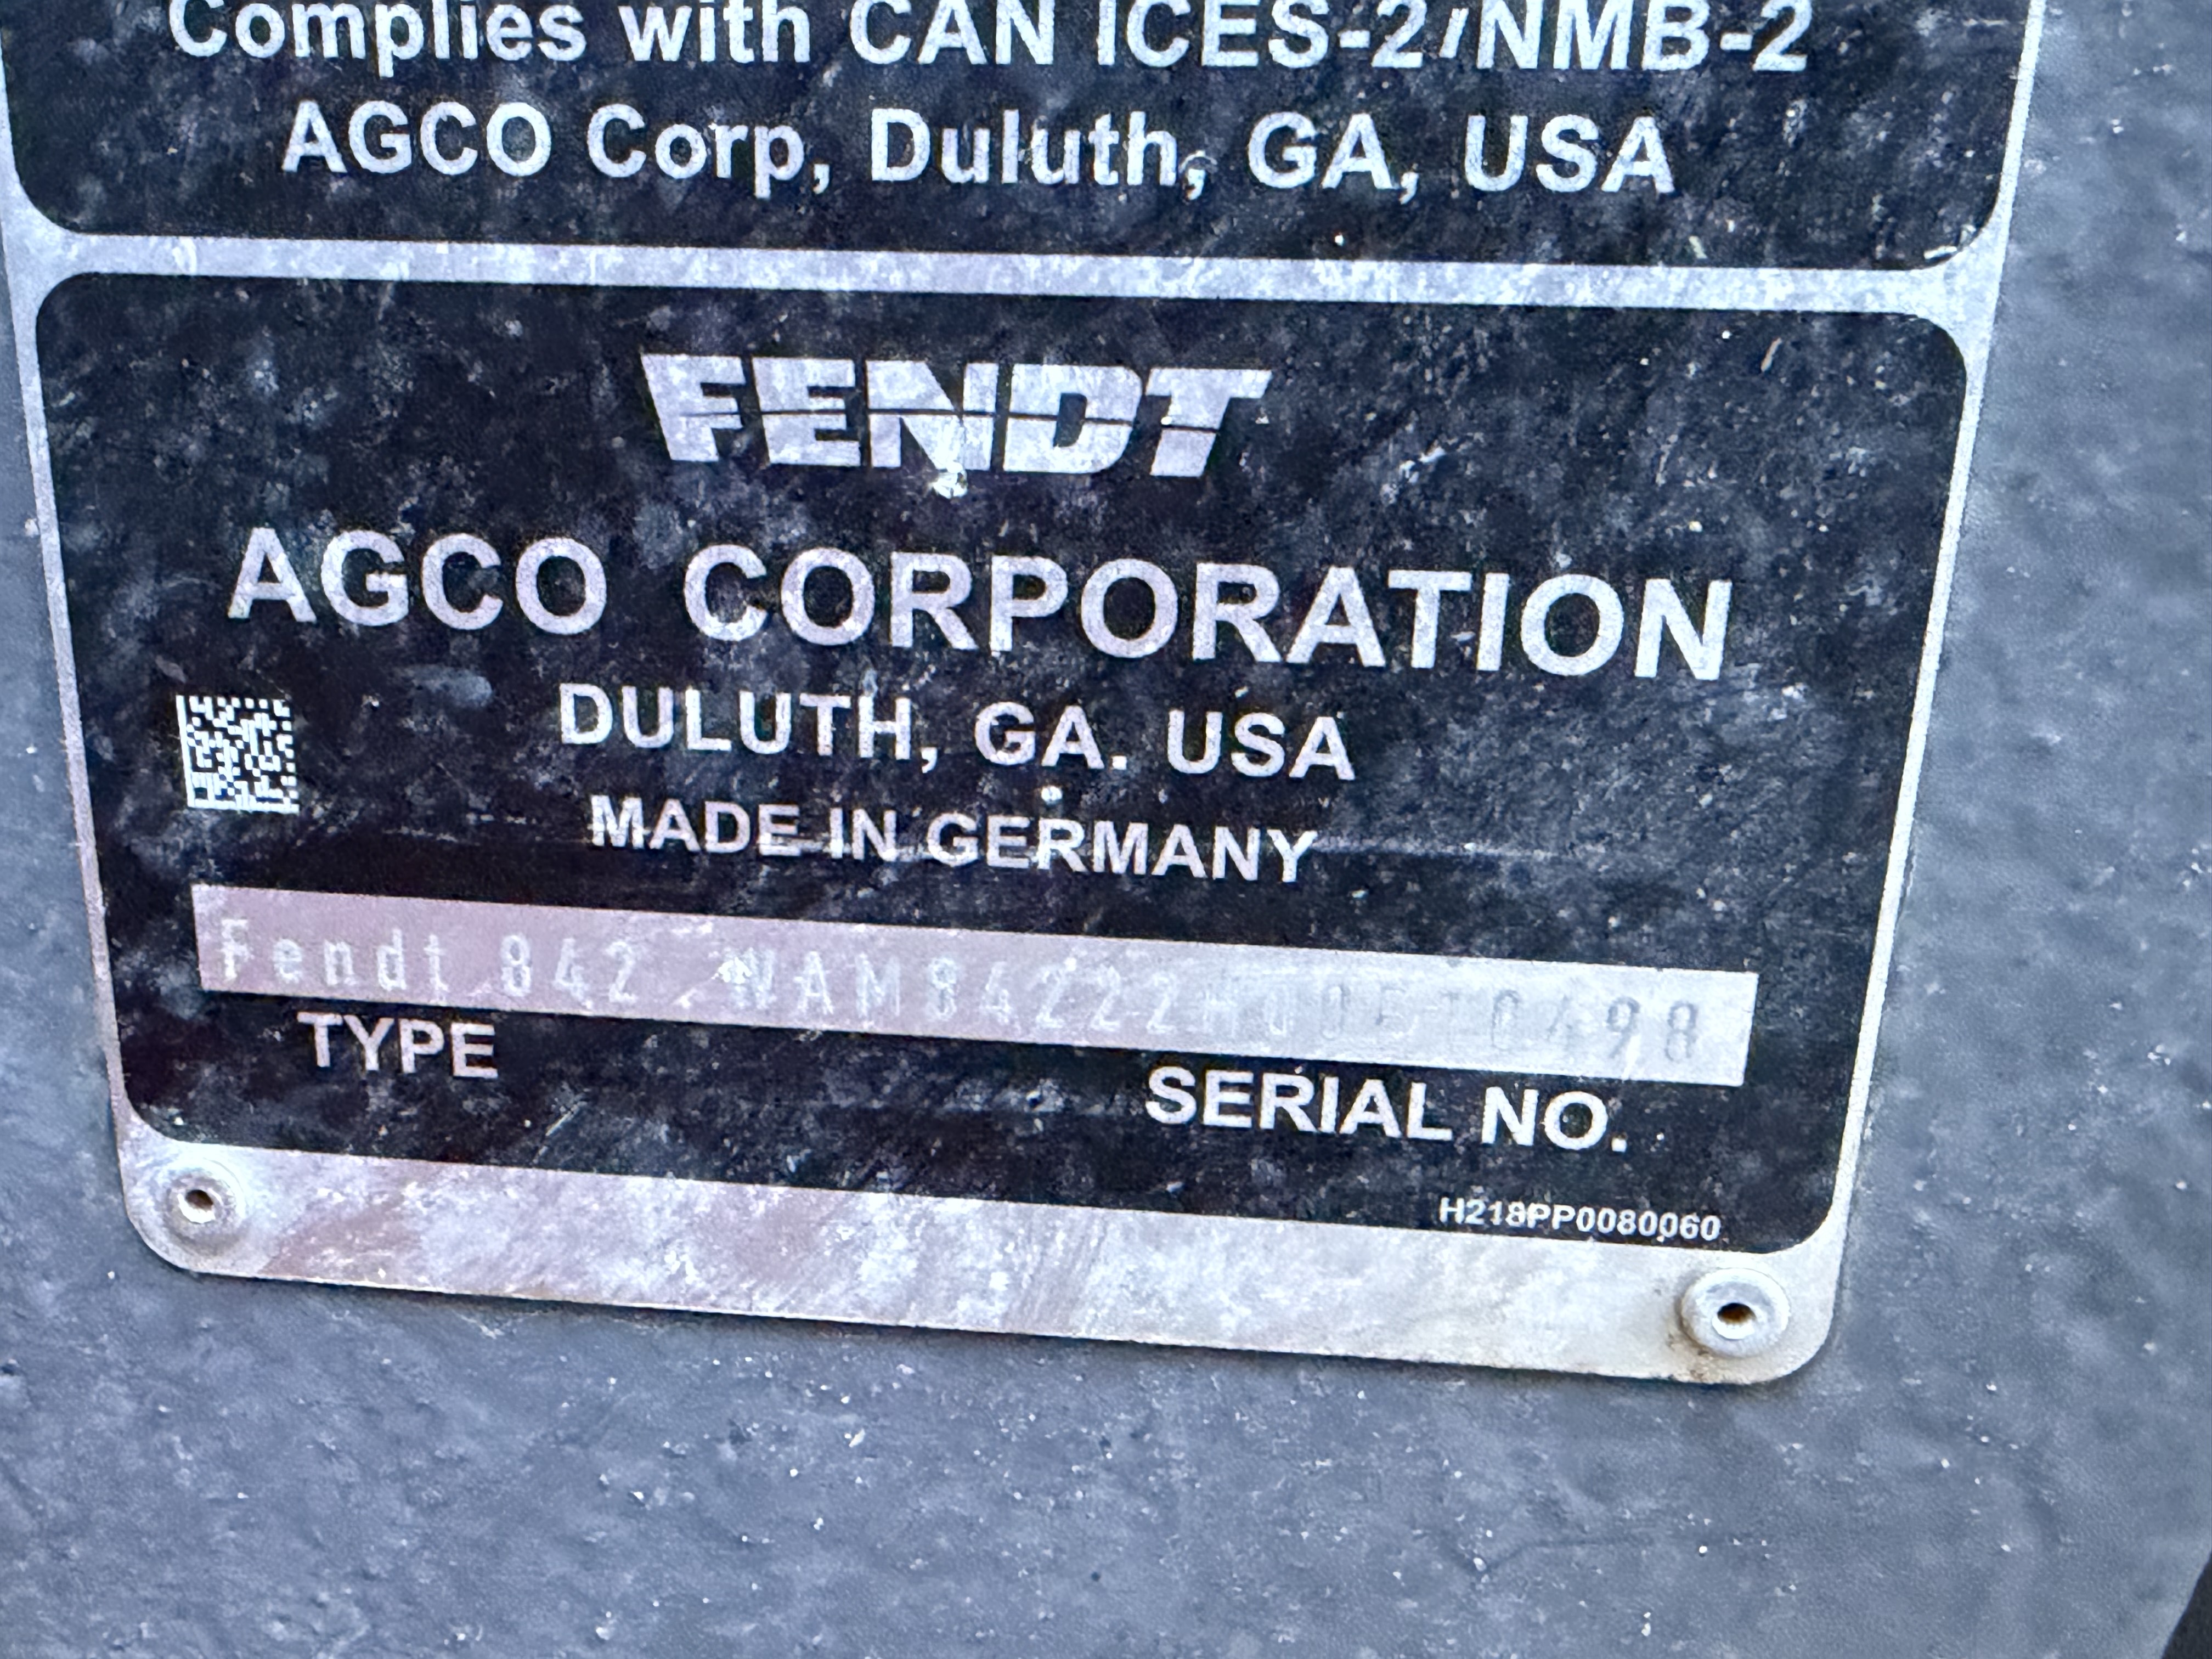 Complies with CAN ICES-2/NMB-2
AGCO Corp, Duluth, GA, USA
FENDT
AGCO CORPORATION
DULUTH, GA. USA
MADE IN GERMANY
Fendt 842
TYPE
SERIAL NO.
H218PP0080060